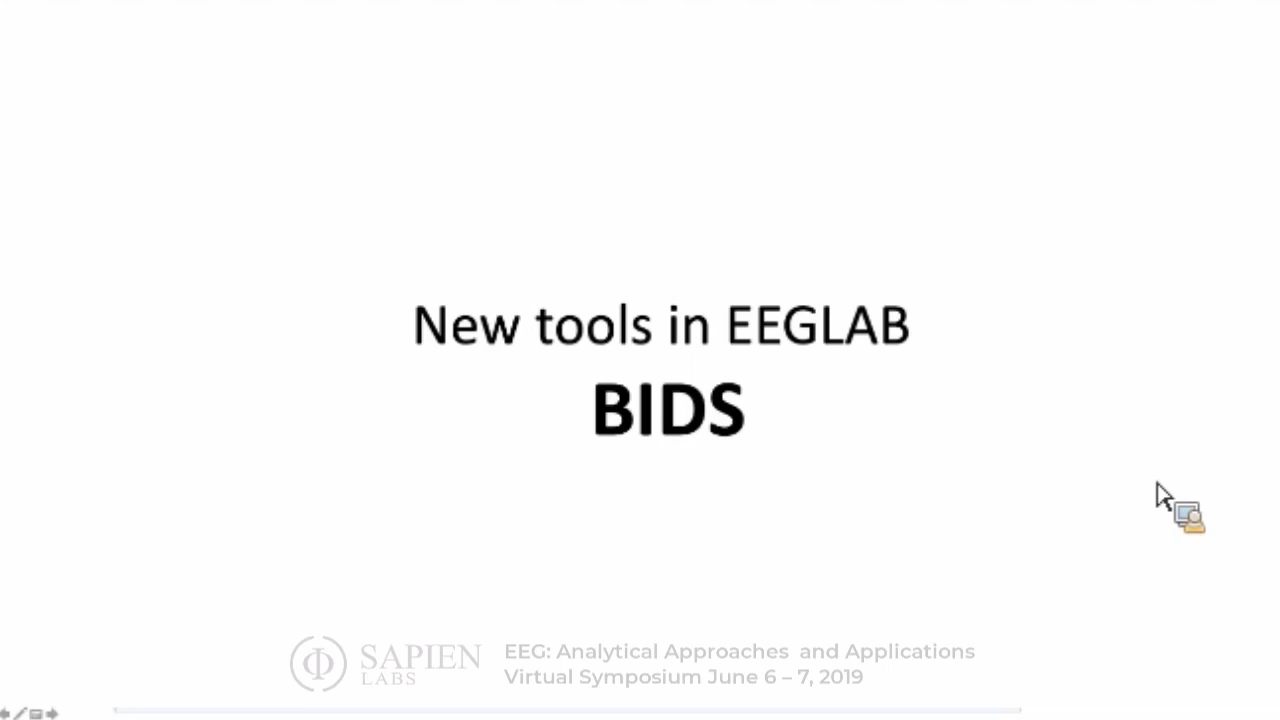 New tools in EEGLAB
BIDS
SAPIEN
LABS
EEG: Analytical Approaches and Applications
Virtual Symposium June 6 – 7, 2019